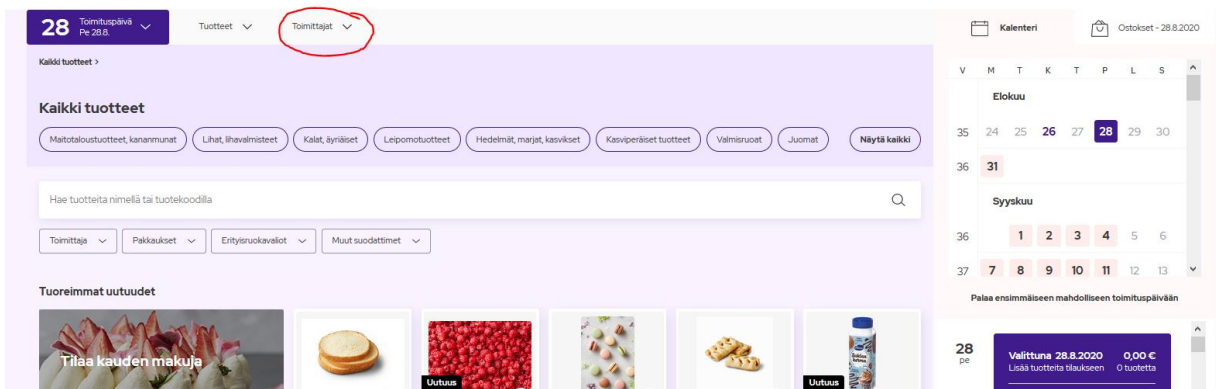 28 Toimituspäivä
Pe 28.8.
Tuotteet
Toimittajat
Kalenteri
Ostokset - 28.8.2020
Kaikki tuotteet >
Kaikki tuotteet
Maitotaloustuotteet, kananmunat
Lihat, lihavalmisteet
Kalat, äyriäiset
Leipomotuotteet
Hedelmät, marjat, kasvikset
Kasviperäiset tuotteet
Valmisruoat
Juomat
Näytä kaikki
Hae tuotteita nimellä tai tuotekoodilla
Toimittaja
Pakkaukset
Erityisruokavaliot
Muut suodattimet
Tuoreimmat uutuudet
Tilaa kauden makuja
Uutuus
Uutuus
V M T K T P L S
Elokuu
35 24 25 26 27 28 29 30
36 31
Syyskuu
36 1 2 3 4 5 6
37 7 8 9 10 11 12 13
Palaa ensimmäiseen mahdolliseen toimituspäivään
28
pe
Valittuna 28.8.2020 0,00 €
Lisää tuotteita tilaukseen 0 tuotetta